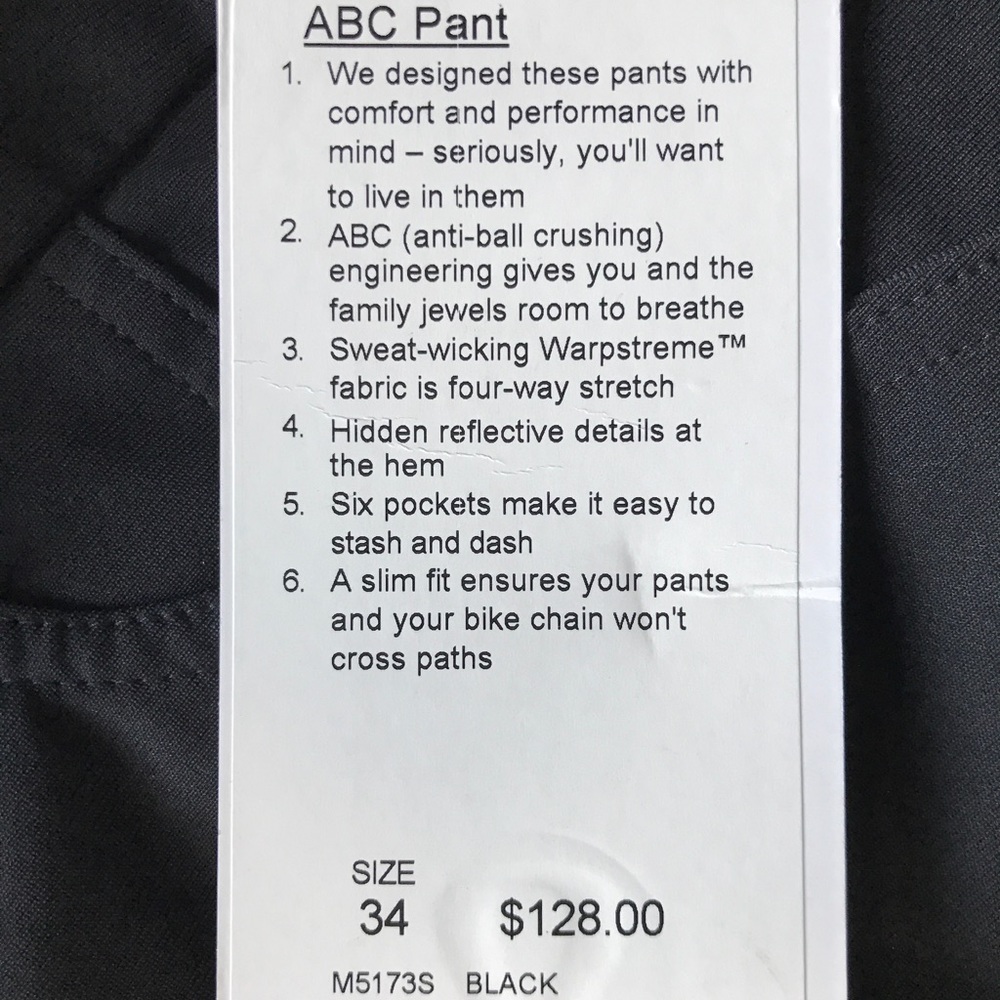 ABC Pant
1. We designed these pants with
comfort and performance in
mind – seriously, you'll want
to live in them
2. ABC (anti-ball crushing)
engineering gives you and the
family jewels room to breathe
3. Sweat-wicking Warpstreme™
fabric is four-way stretch
4. Hidden reflective details at
the hem
5. Six pockets make it easy to
stash and dash
6. A slim fit ensures your pants
and your bike chain won't
cross paths
SIZE
34 $128.00
M5173S BLACK